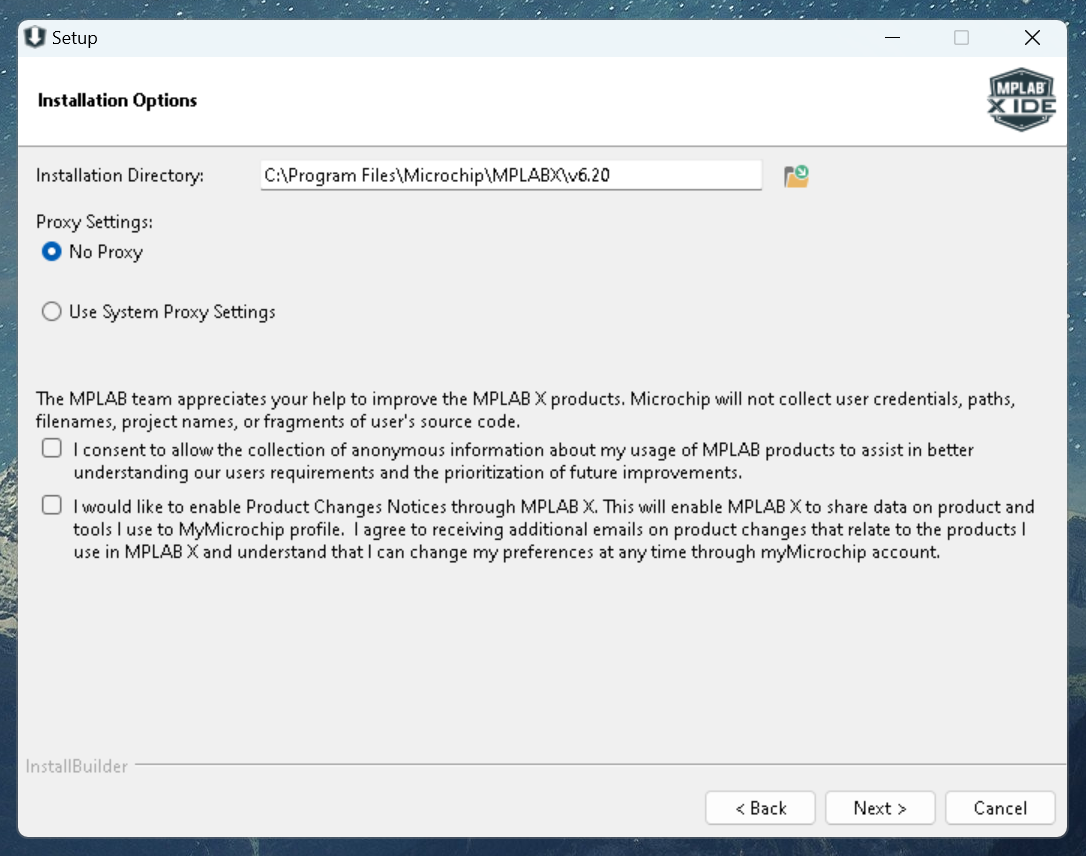 Setup
Installation Options
MPLAB
X IDE
Installation Directory:
C:\Program Files\Microchip\MPLABX\v6.20
Proxy Settings:
No Proxy
Use System Proxy Settings
The MPLAB team appreciates your help to improve the MPLAB X products. Microchip will not collect user credentials, paths,
filenames, project names, or fragments of user's source code.
I consent to allow the collection of anonymous information about my usage of MPLAB products to assist in better
understanding our users requirements and the prioritization of future improvements.
I would like to enable Product Changes Notices through MPLAB X. This will enable MPLAB X to share data on product and
tools I use to MyMicrochip profile.  I agree to receiving additional emails on product changes that relate to the products I
use in MPLAB X and understand that I can change my preferences at any time through myMicrochip account.
InstallBuilder
< Back
Next >
Cancel